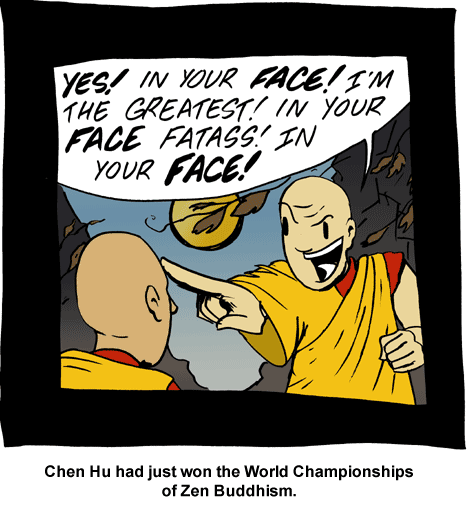 YES! IN YOUR FACE! I'M
THE GREATEST! IN YOUR
FACE FATASS! IN
YOUR FACE!
Chen Hu had just won the World Championships
of Zen Buddhism.